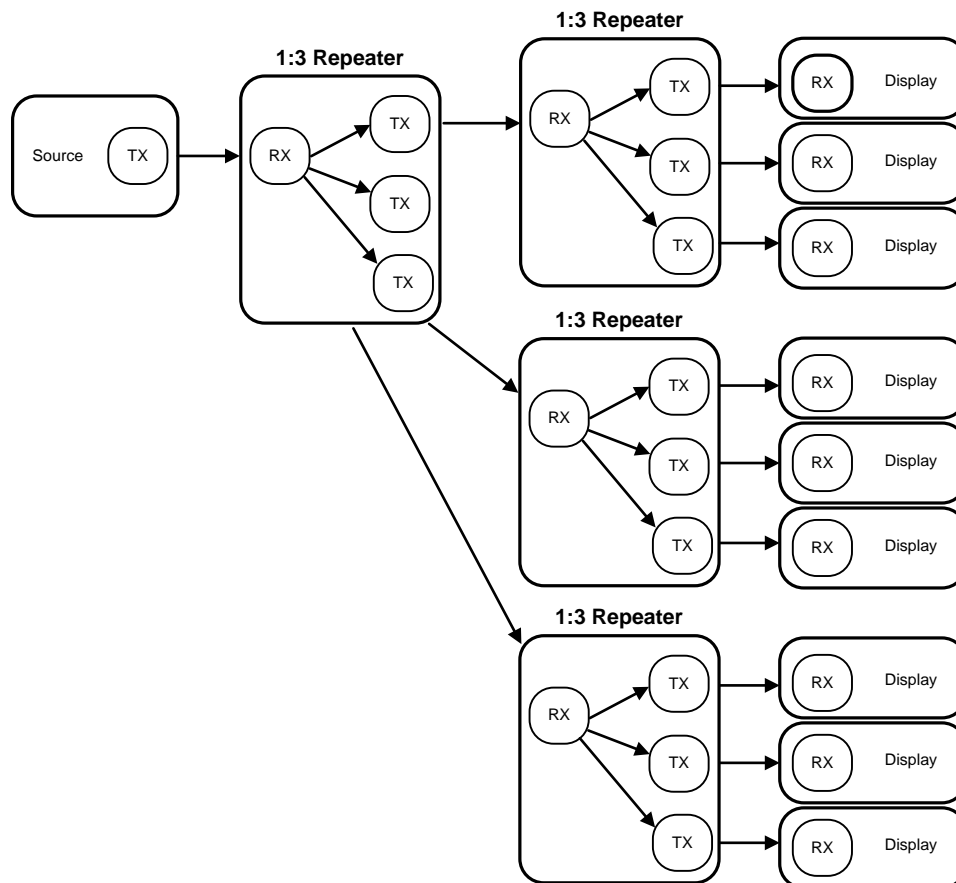 1:3 Repeater
1:3 Repeater
Source
TX
RX
TX
TX
TX
RX
TX
TX
TX
RX
Display
RX
Display
RX
Display
1:3 Repeater
RX
TX
TX
TX
RX
Display
RX
Display
RX
Display
1:3 Repeater
RX
TX
TX
TX
RX
Display
RX
Display
RX
Display